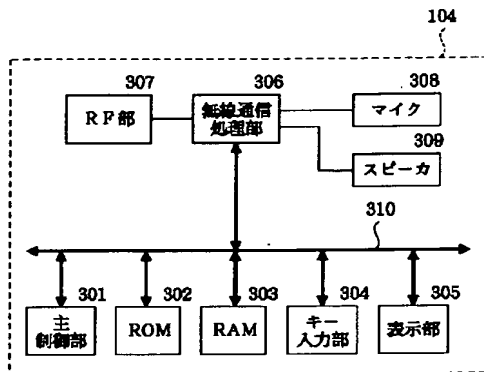 104
307
306
308
RF部
無線通信
処理部
マイク
309
スピーカ
310
301
302
303
304
305
主
制御部
ROM
RAM
キー
入力部
表示部